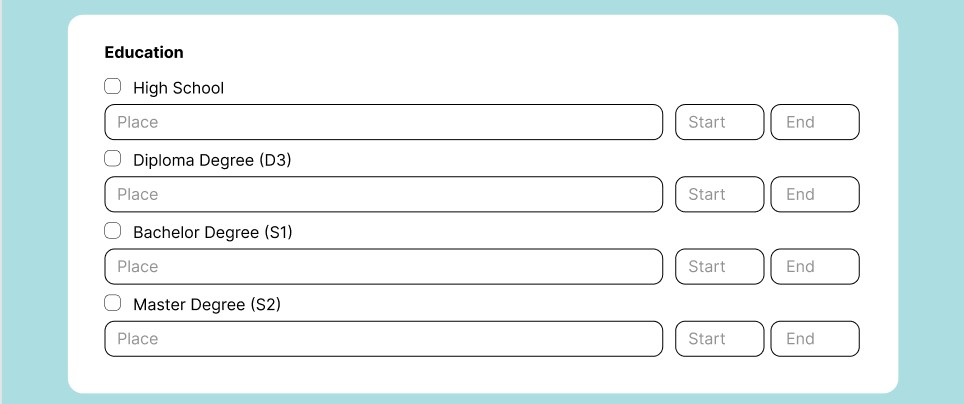 Education
High School
Place Start End
Diploma Degree (D3)
Place Start End
Bachelor Degree (S1)
Place Start End
Master Degree (S2)
Place Start End